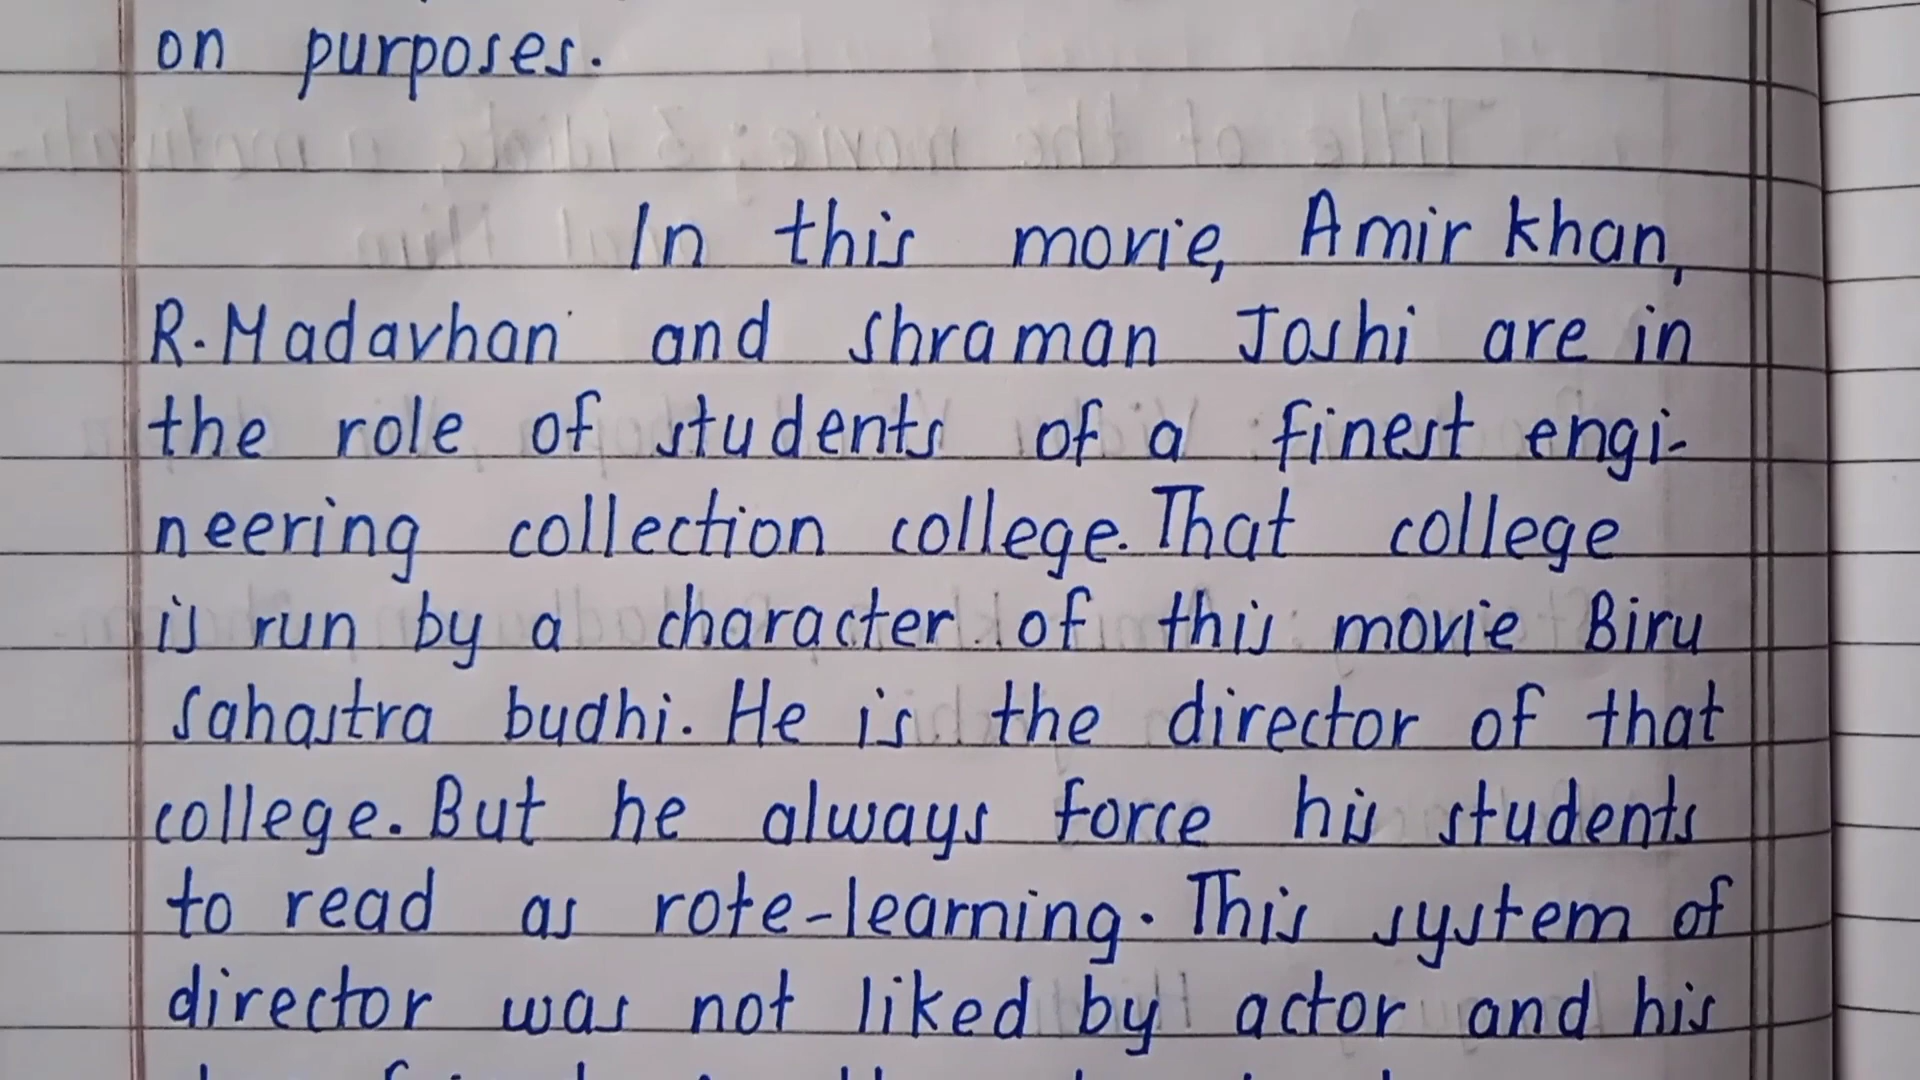 on purposes.
In this movie, Amir khan,
R. Madavhan and shraman Joshi are in
the role of students of a finest engi-
neering collection college. That college
is run by a character of this movie Biru
sahastra budhi. He is the director of that
college. But he always force his students
to read as rote-learning. This system of
director was not liked by actor and his